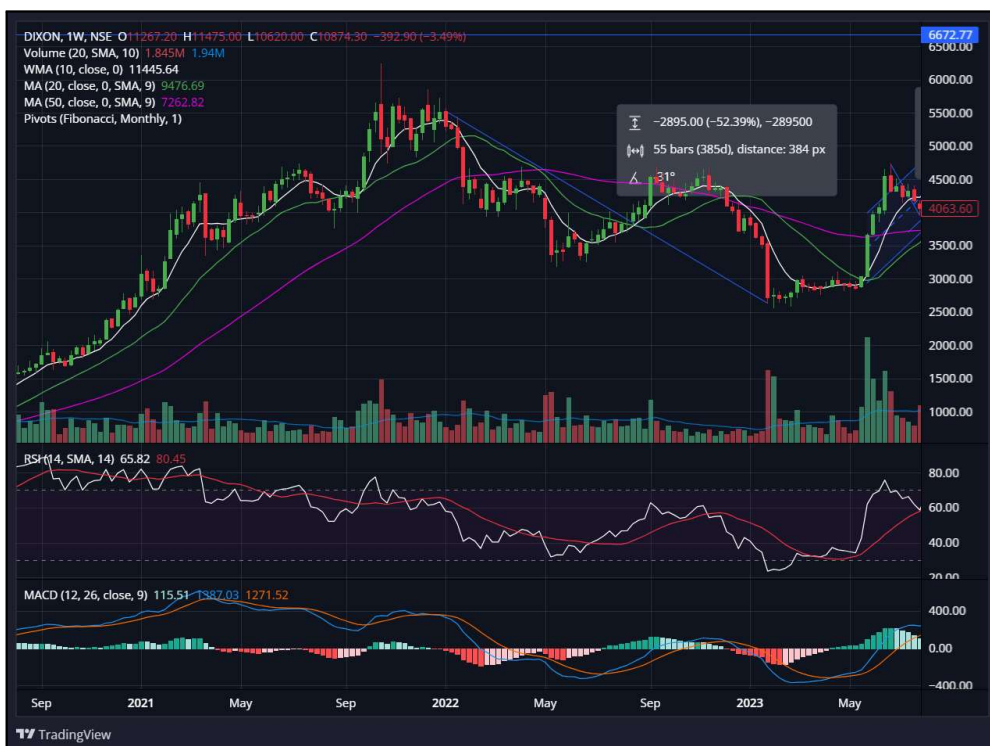 DIXON, 1W, NSE O11267.20 H11475.00 L10620.00 C10874.30 −392.90 (−3.49%)
Volume (20, SMA, 10) 1.845M 1.94M
WMA (10, close, 0) 11445.64
MA (20, close, 0, SMA, 9) 9476.69
MA (50, close, 0, SMA, 9) 7262.82
Pivots (Fibonacci, Monthly, 1)
6672.77
6500.00
6000.00
5500.00
5000.00
4500.00
4063.60
3500.00
3000.00
2500.00
2000.00
1500.00
1000.00
−2895.00 (−52.39%), −289500
55 bars (385d), distance: 384 px
-31°
RSI (14, SMA, 14) 65.82 80.45
80.00
60.00
40.00
20.00
MACD (12, 26, close, 9) 115.51 1387.03 1271.52
400.00
0.00
−400.00
Sep 2021 May Sep 2022 May Sep 2023 May
TradingView